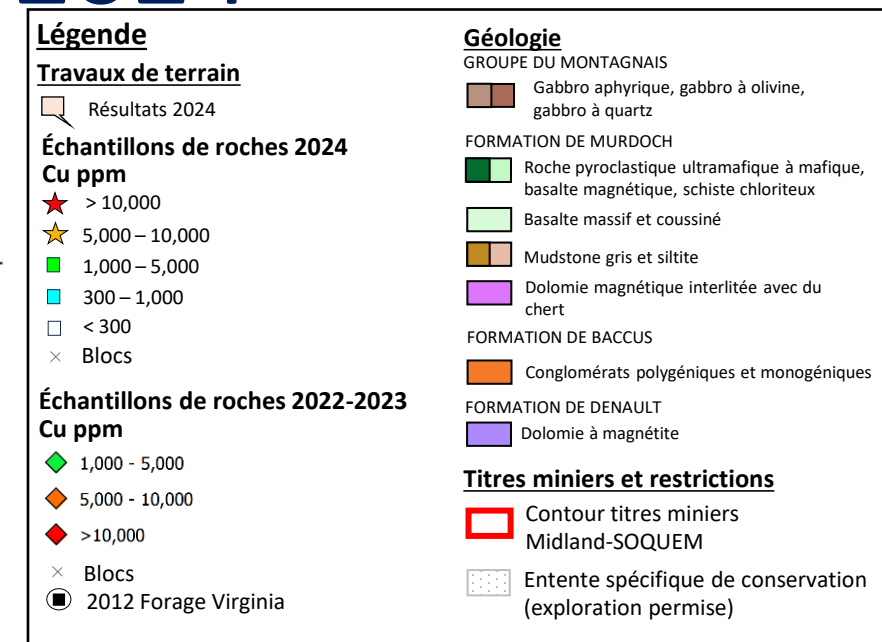 Légende
Travaux de terrain
Résultats 2024
Échantillons de roches 2024
Cu ppm
> 10,000
5,000 – 10,000
1,000 – 5,000
300 – 1,000
< 300
Blocs
Échantillons de roches 2022-2023
Cu ppm
1,000 - 5,000
5,000 - 10,000
>10,000
Blocs
2012 Forage Virginia
Géologie
GROUPE DU MONTAGNAIS
Gabbro aphyrique, gabbro à olivine,
gabbro à quartz
FORMATION DE MURDOCH
Roche pyroclastique ultramafique à mafique,
basalte magnétique, schiste chloriteux
Basalte massif et coussiné
Mudstone gris et siltite
Dolomie magnétique interlitée avec du
chert
FORMATION DE BACCUS
Conglomérats polygéniques et monogéniques
FORMATION DE DENAULT
Dolomie à magnétite
Titres miniers et restrictions
Contour titres miniers
Midland-SOQUEM
Entente spécifique de conservation
(exploration permise)